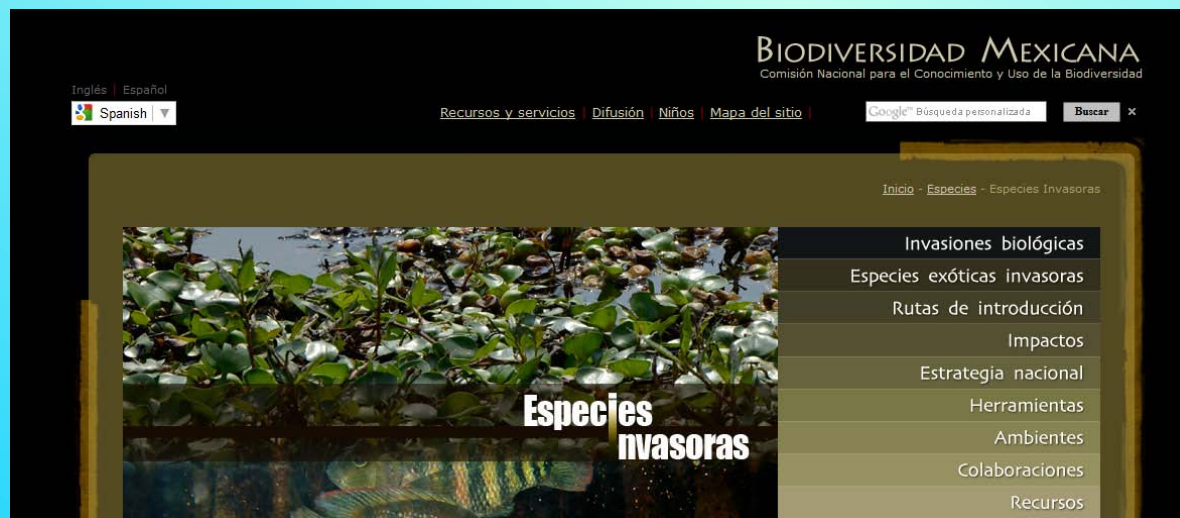 BIODIVERSIDAD MEXICANA
Comisión Nacional para el Conocimiento y Uso de la Biodiversidad
Inglés | Español
Spanish
Recursos y servicios | Difusión | Niños | Mapa del sitio |
Google™ Búsqueda personalizada
Buscar ×
Inicio - Especies - Especies Invasoras
Invasiones biológicas
Especies exóticas invasoras
Rutas de introducción
Impactos
Estrategia nacional
Herramientas
Ambientes
Colaboraciones
Recursos
Especies
Invasoras